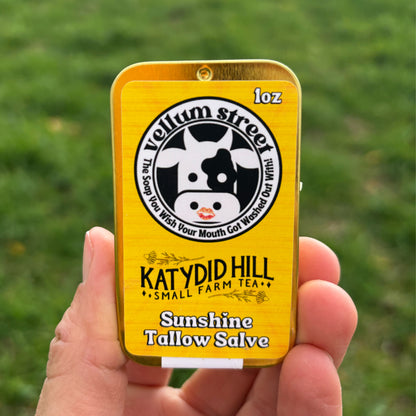 1oz
vellum street
The Soap You Wish Your Mouth Got Washed Out With!
KATYDID HILL
SMALL FARM TEA
Sunshine
Tallow Salve